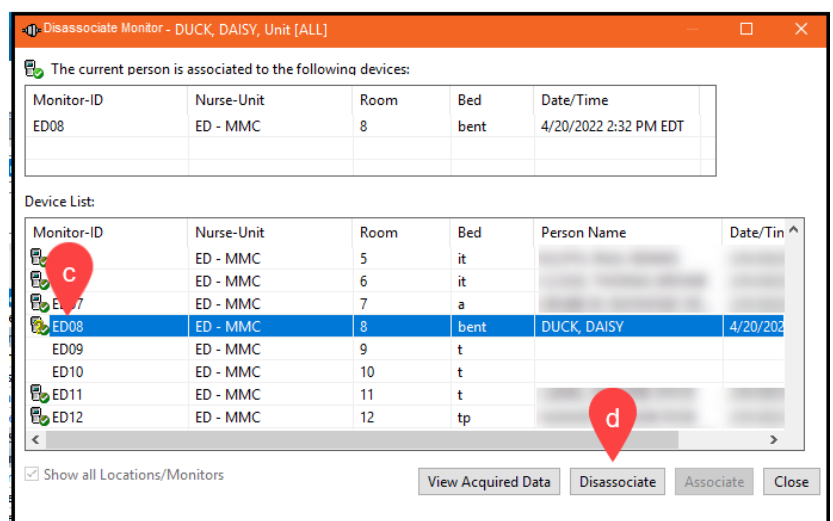 Disassociate Monitor - DUCK, DAISY, Unit [ALL]
The current person is associated to the following devices:
Monitor-ID Nurse-Unit Room Bed Date/Time
ED08 ED - MMC 8 bent 4/20/2022 2:32 PM EDT
Device List:
Monitor-ID Nurse-Unit Room Bed Person Name Date/Tin
ED - MMC 5 it
c ED - MMC 6 it
7 ED - MMC 7 a
ED08 ED - MMC 8 bent DUCK, DAISY 4/20/202
ED09 ED - MMC 9 t
ED10 ED - MMC 10 t
ED11 ED - MMC 11 t
ED12 ED - MMC 12 tp
d
Show all Locations/Monitors
View Acquired Data Disassociate Associate Close